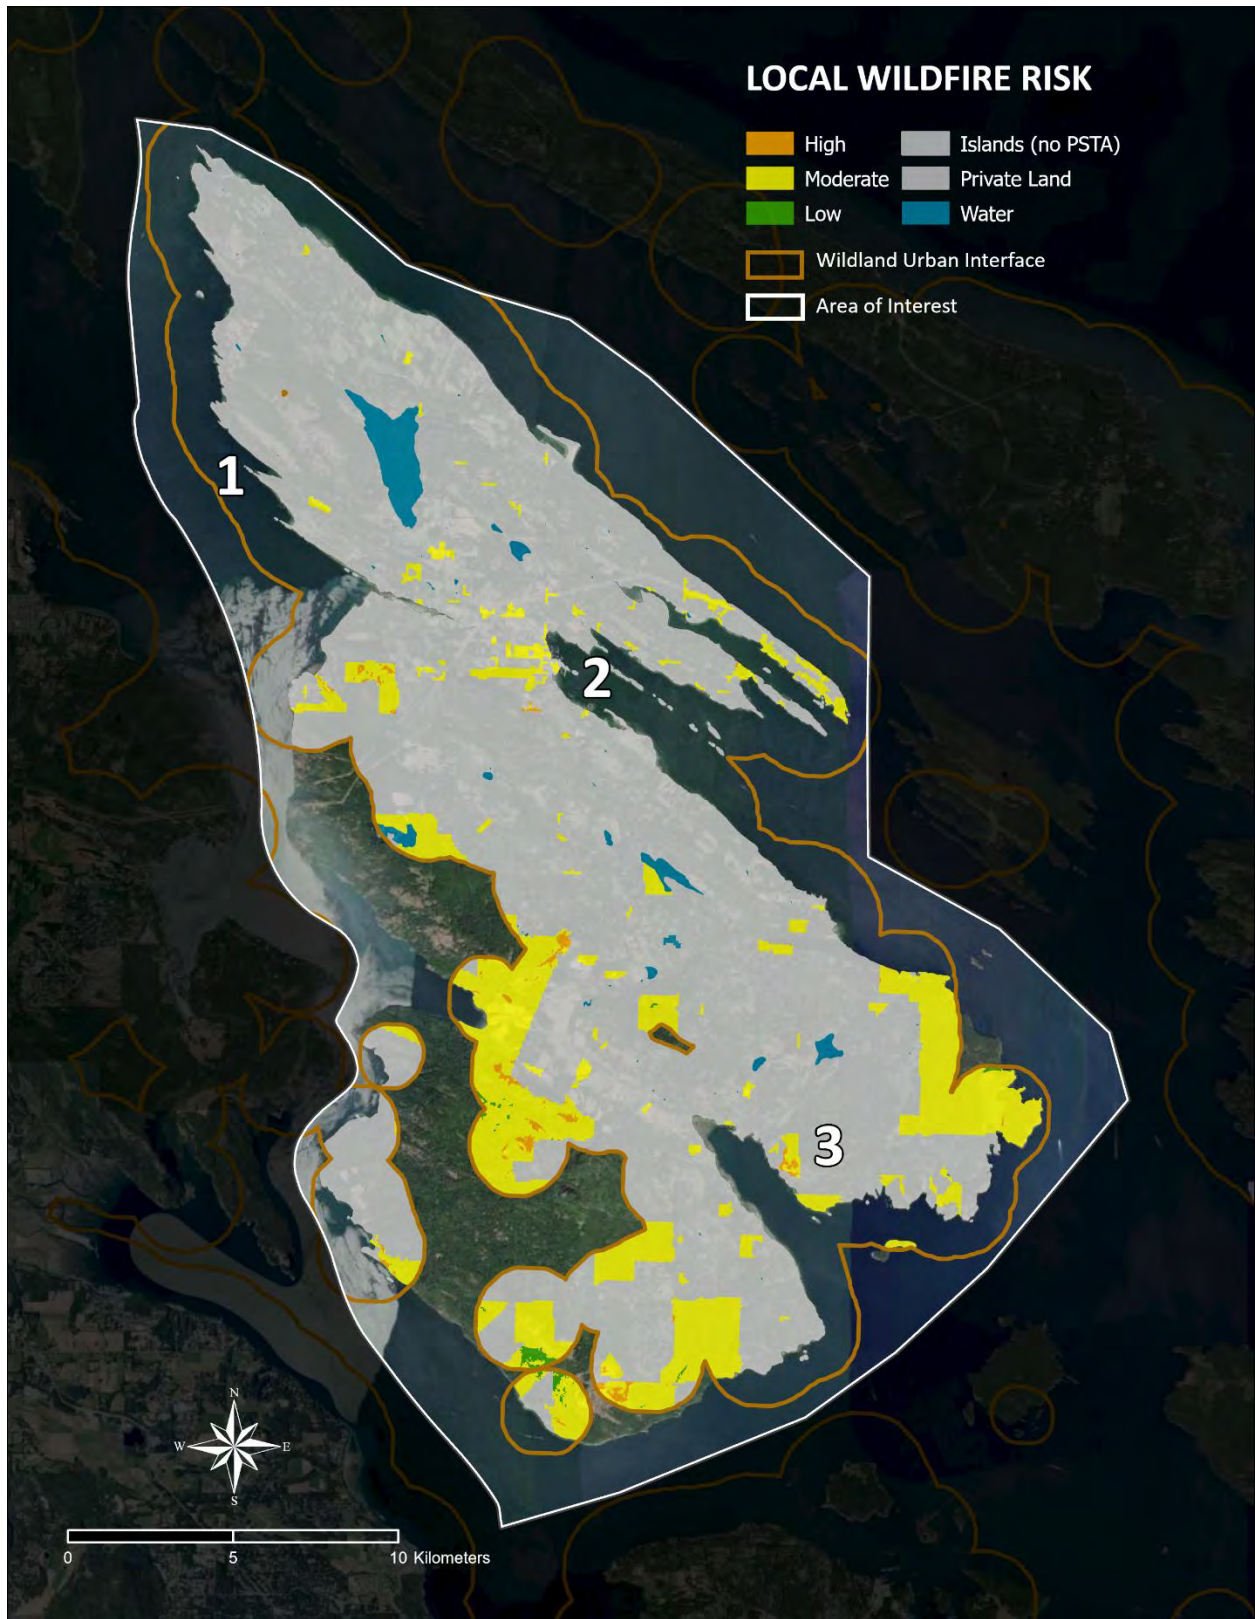 LOCAL WILDFIRE RISK
High
Islands (no PSTA)
Moderate
Private Land
Low
Water
Wildland Urban Interface
Area of Interest
1
2
3
N
W E
S
0 5 10 Kilometers